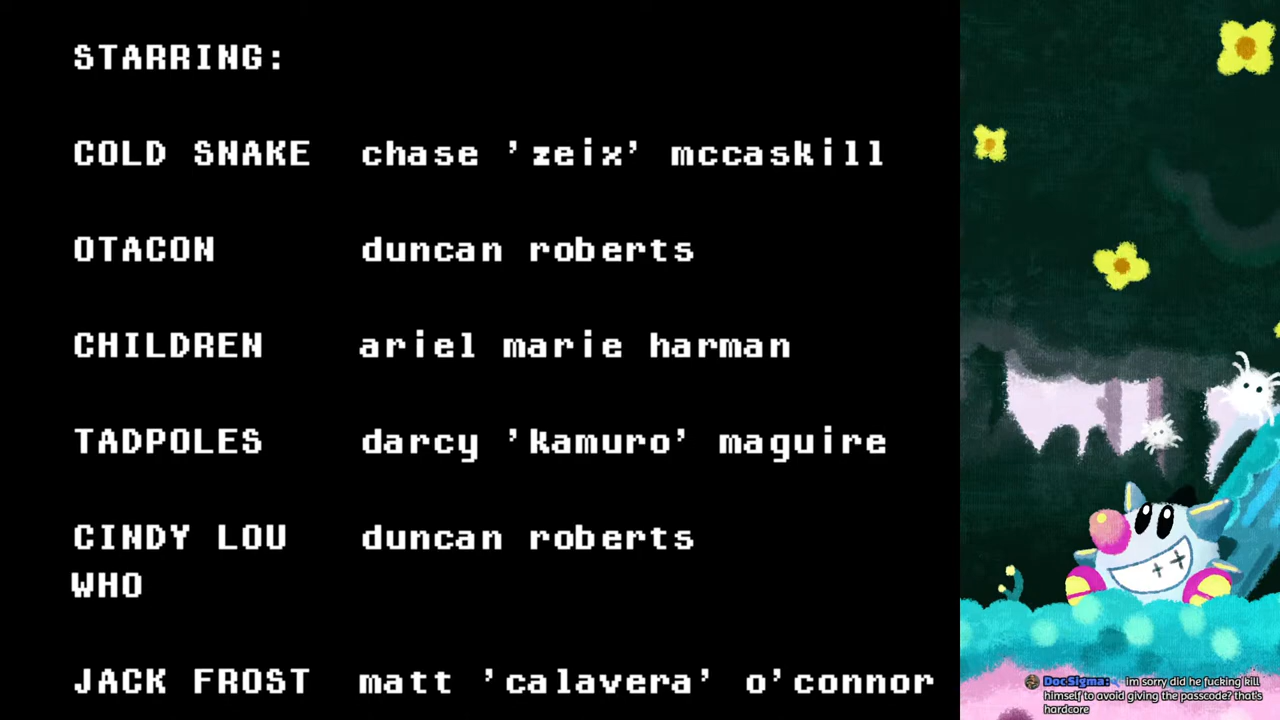 STARRING:
COLD SNAKE chase 'zeix' mccaskill
OTACON duncan roberts
CHILDREN ariel marie harman
TADPOLES darcy 'kamuro' maguire
CINDY LOU duncan roberts
WHO
JACK FROST matt 'calavera' o'connor
DocSigma: im sorry did he fucking kill
himself to avoid giving the passcode? that's
hardcore